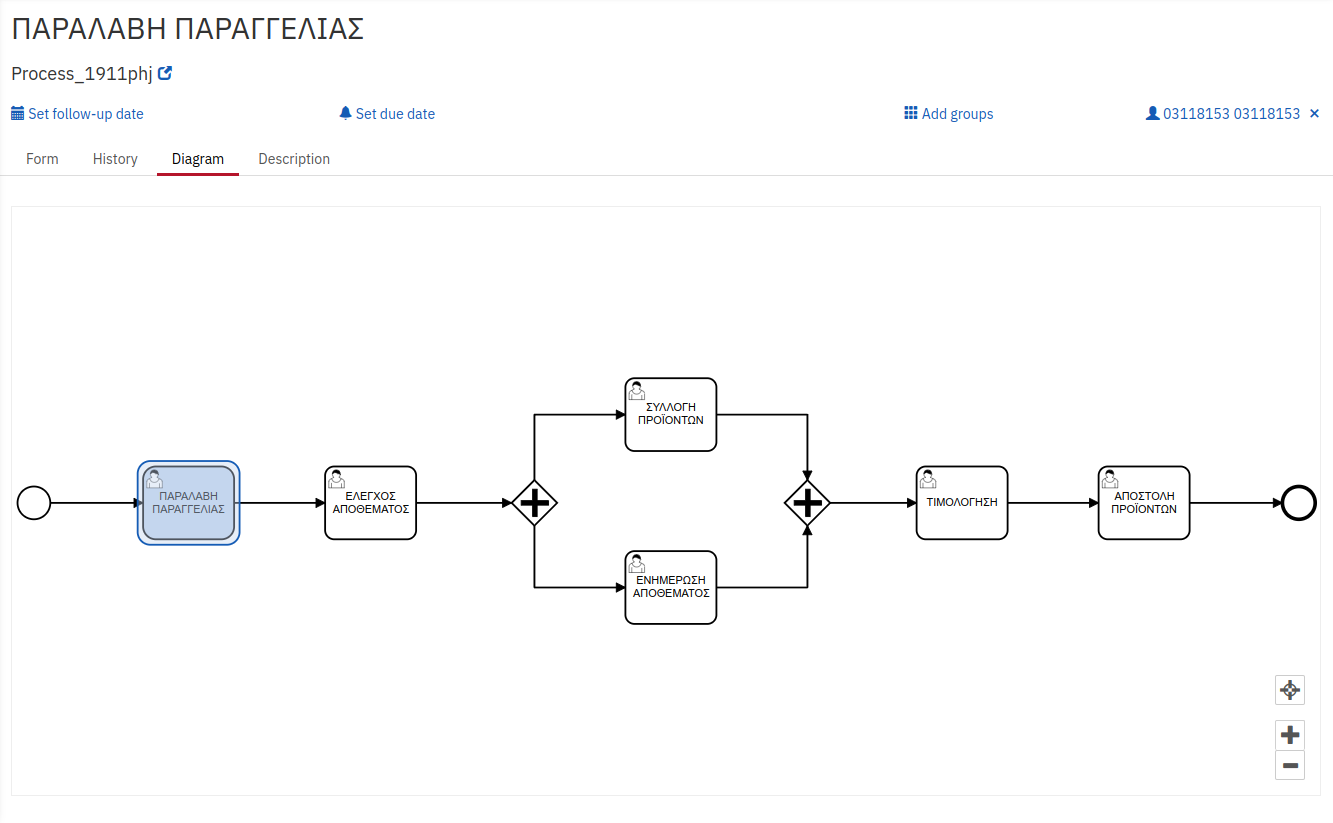 ΠΑΡΑΛΑΒΗ ΠΑΡΑΓΓΕΛΙΑΣ
Process_1911phj
Set follow-up date
Set due date
Add groups
03118153 03118153 ×
Form
History
Diagram
Description
ΠΑΡΑΛΑΒΗ
ΠΑΡΑΓΓΕΛΙΑΣ
ΕΛΕΓΧΟΣ
ΑΠΟΘΕΜΑΤΟΣ
ΣΥΛΛΟΓΗ
ΠΡΟΪΟΝΤΩΝ
ΕΝΗΜΕΡΩΣΗ
ΑΠΟΘΕΜΑΤΟΣ
ΤΙΜΟΛΟΓΗΣΗ
ΑΠΟΣΤΟΛΗ
ΠΡΟΪΟΝΤΩΝ